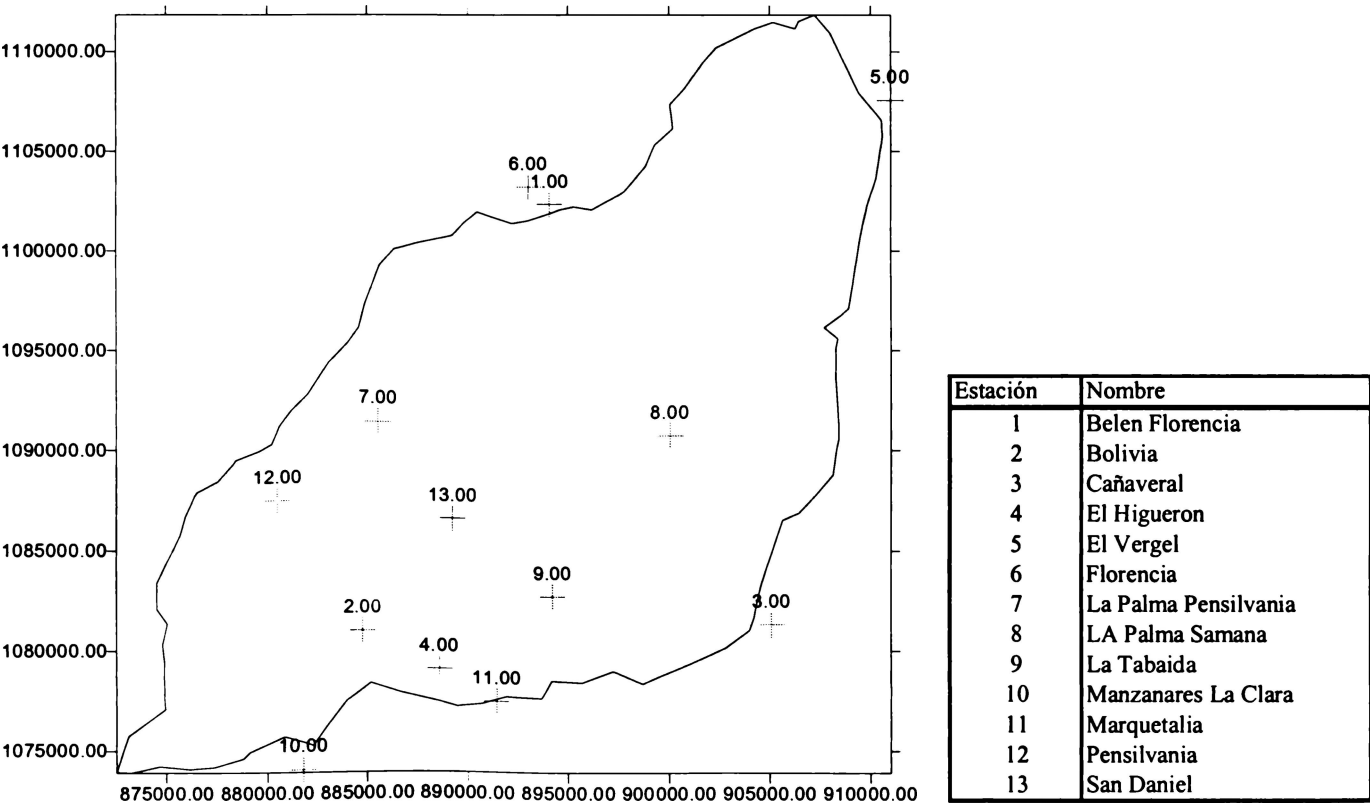 1110000.00
5.00
1105000.00
6.00
1.00
1100000.00
1095000.00
7.00
8.00
1090000.00
12.00
13.00
1085000.00
9.00
2.00
3.00
1080000.00
4.00
11.00
1075000.00
10.00
875000.00 880000.00 885000.00 890000.00 895000.00 900000.00 905000.00 910000.00
Estación Nombre
1 Belen Florencia
2 Bolivia
3 Cañaveral
4 El Higueron
5 El Vergel
6 Florencia
7 La Palma Pensilvania
8 LA Palma Samana
9 La Tabaida
10 Manzanares La Clara
11 Marquetalia
12 Pensilvania
13 San Daniel